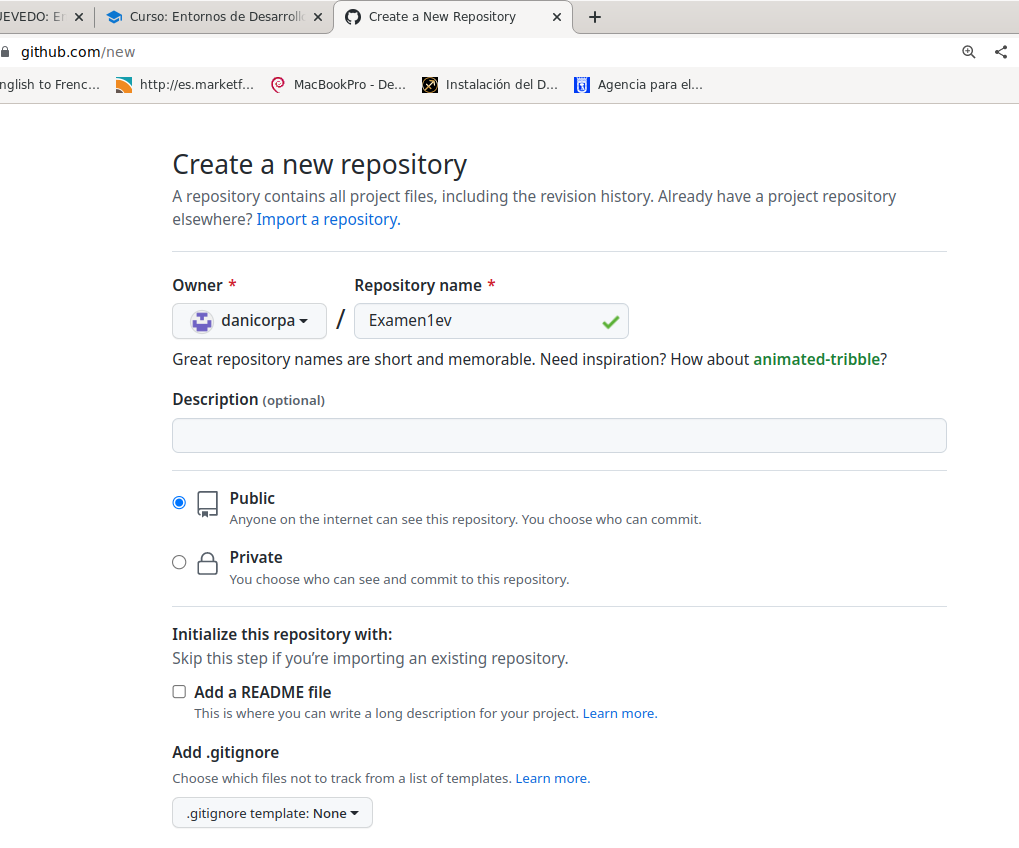 UEVEDO: En
Curso: Entornos de Desarroll
Create a New Repository
github.com/new
nglish to Frenc...
http://es.marketf...
MacBookPro - De...
Instalación del D...
Agencia para el...
Create a new repository
A repository contains all project files, including the revision history. Already have a project repository
elsewhere? Import a repository.
Owner *
Repository name *
danicorpa
/
Examen1ev
Great repository names are short and memorable. Need inspiration? How about animated-tribble?
Description (optional)
Public
Anyone on the internet can see this repository. You choose who can commit.
Private
You choose who can see and commit to this repository.
Initialize this repository with:
Skip this step if you’re importing an existing repository.
Add a README file
This is where you can write a long description for your project. Learn more.
Add .gitignore
Choose which files not to track from a list of templates. Learn more.
.gitignore template: None